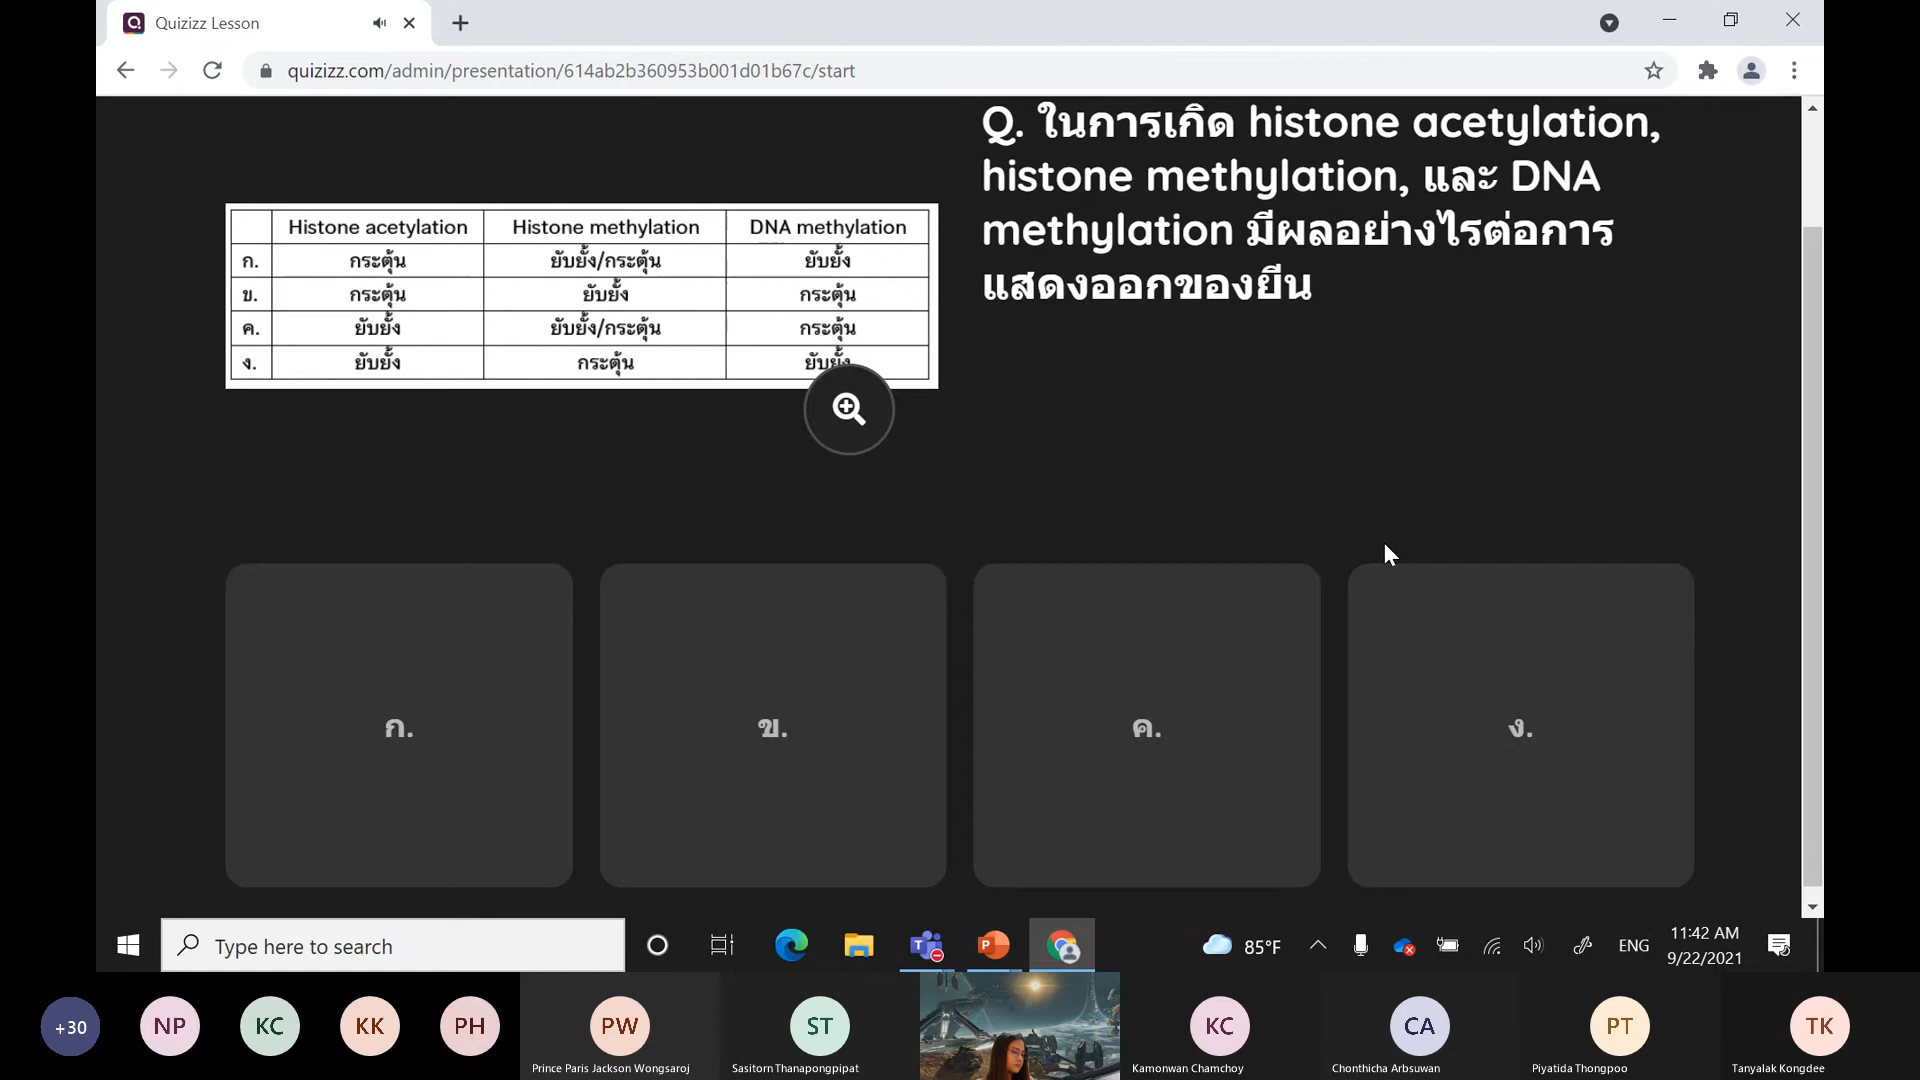 Quizizz Lesson
quizizz.com/admin/presentation/614ab2b360953b001d01b67c/start
Q. ในการเกิด histone acetylation,
histone methylation, และ DNA
methylation มีผลอย่างไรต่อการ
แสดงออกของยีน
Histone acetylation Histone methylation DNA methylation
ก. กระตุ้น ยับยั้ง/กระตุ้น ยับยั้ง
ข. กระตุ้น ยับยั้ง กระตุ้น
ค. ยับยั้ง ยับยั้ง/กระตุ้น กระตุ้น
ง. ยับยั้ง กระตุ้น ยับยั้ง
ก. ข. ค. ง.
Type here to search
85°F
ENG
11:42 AM
9/22/2021
+30 NP KC KK PH PW ST KC CA PT TK
Prince Paris Jackson Wongsaroj Sasitorn Thanapongpipat Kamonwan Chamchoy Chonthicha Arbsuwan Piyatida Thongpoo Tanyalak Kongdee